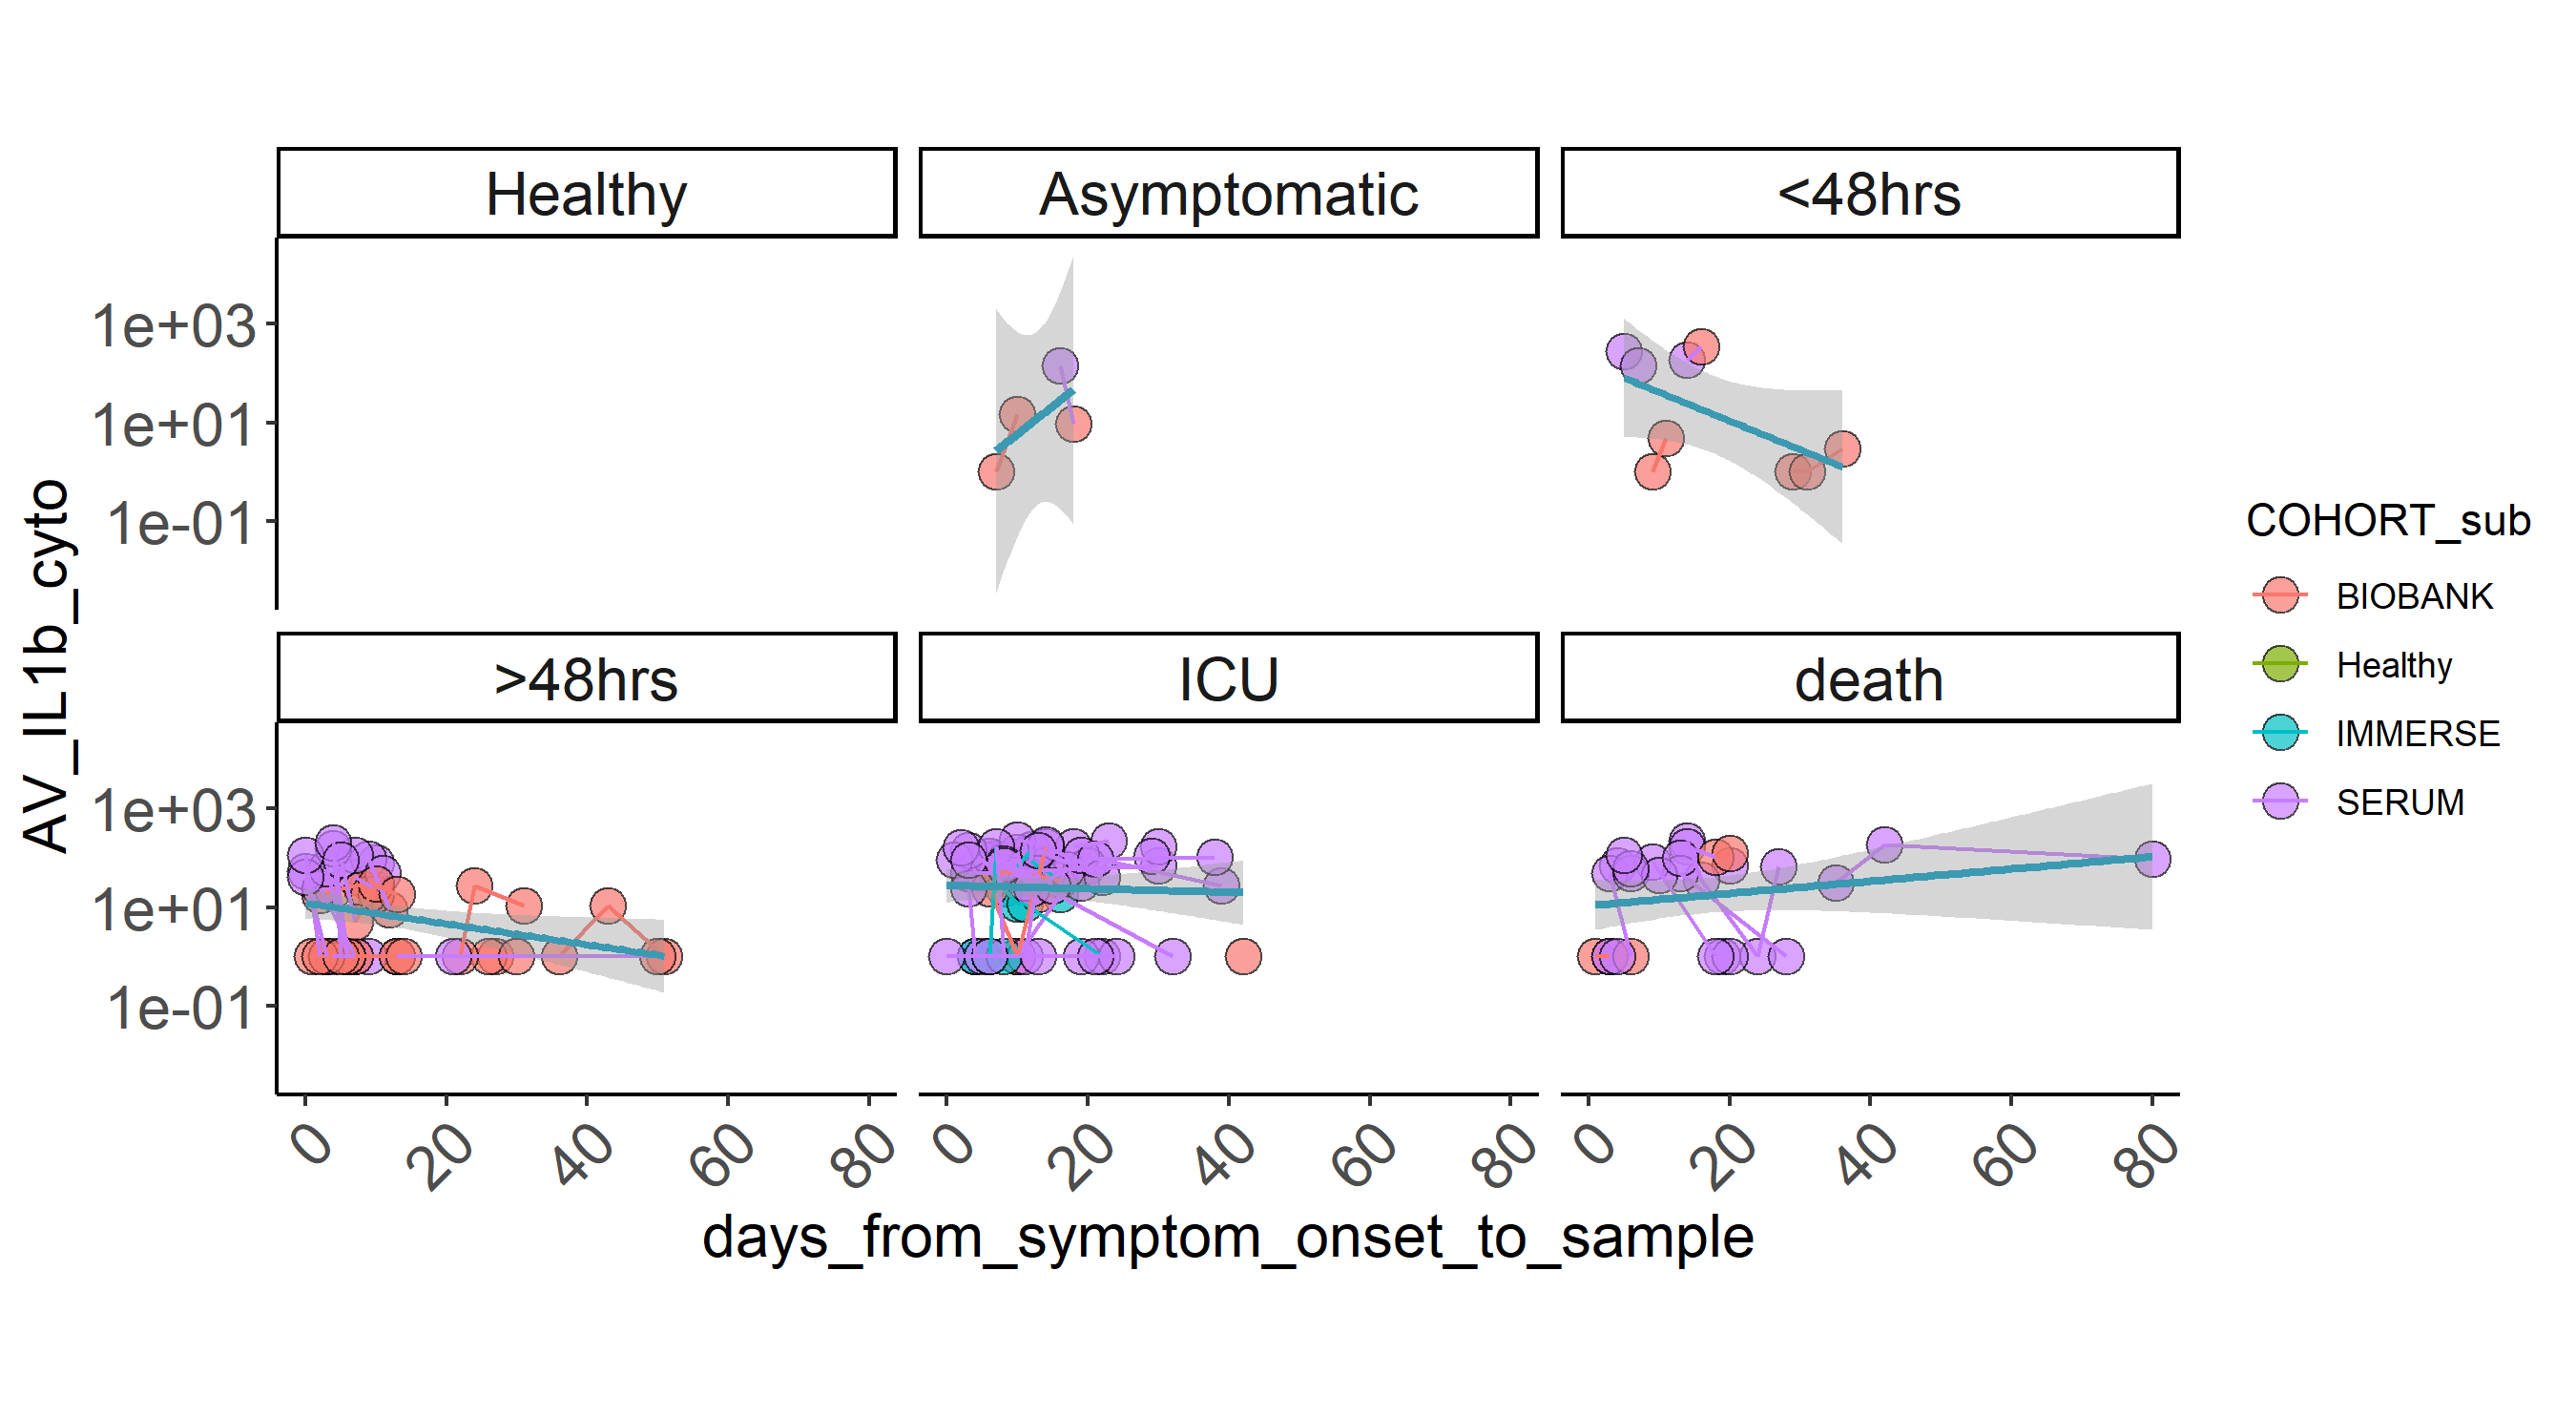 Healthy
Asymptomatic
<48hrs
1e+03
1e+01
1e-01
>48hrs
ICU
death
1e+03
1e+01
1e-01
0 20 40 60 80
0 20 40 60 80
0 20 40 60 80
days_from_symptom_onset_to_sample
AV_IL1b_cyto
COHORT_sub
BIOBANK
Healthy
IMMERSE
SERUM